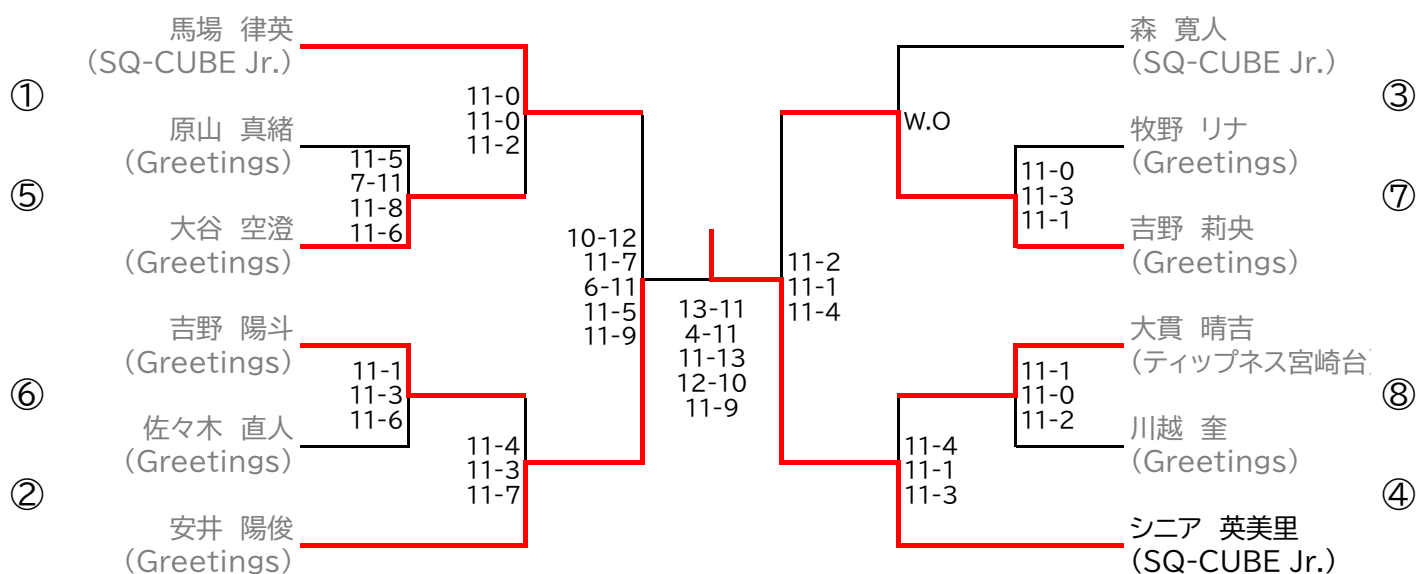 馬場 律英
(SQ-CUBE Jr.)
①
原山 真緒
(Greetings)
⑤
大谷 空澄
(Greetings)
吉野 陽斗
(Greetings)
⑥
佐々木 直人
(Greetings)
②
安井 陽俊
(Greetings)
11-0
11-0
11-2
11-5
7-11
11-8
11-6
11-1
11-3
11-6
11-4
11-3
11-7
10-12
11-7
6-11
11-5
11-9
13-11
4-11
11-13
12-10
11-9
11-2
11-1
11-4
W.O
11-0
11-3
11-1
11-1
11-0
11-2
11-4
11-1
11-3
森 寛人
(SQ-CUBE Jr.)
③
牧野 リナ
(Greetings)
⑦
吉野 莉央
(Greetings)
大貫 晴吉
(ティップネス宮崎台
⑧
川越 奎
(Greetings)
④
シニア 英美里
(SQ-CUBE Jr.)